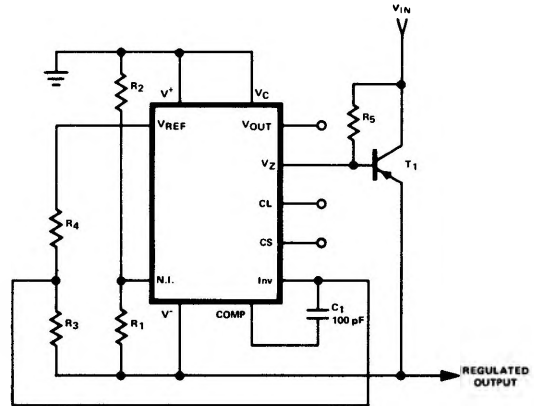 VIN
R2
V+
VC
VREF
VOUT
R5
VZ
T1
R4
CL
CS
N.I.
Inv
R3
R1
V-
COMP
C1
100 pF
REGULATED
OUTPUT